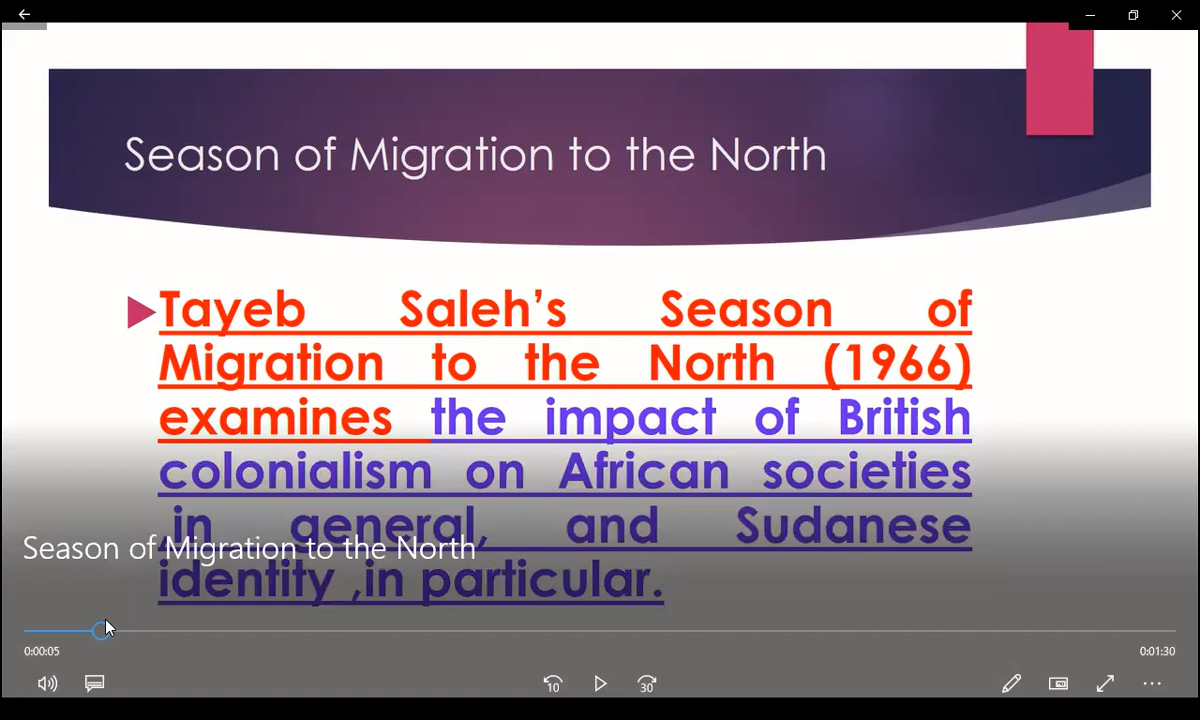 Season of Migration to the North
Tayeb Saleh’s Season of
Migration to the North (1966)
examines the impact of British
colonialism on African societies
,in general, and Sudanese
identity ,in particular.
Season of Migration to the North
0:00:05
0:01:30
10
30